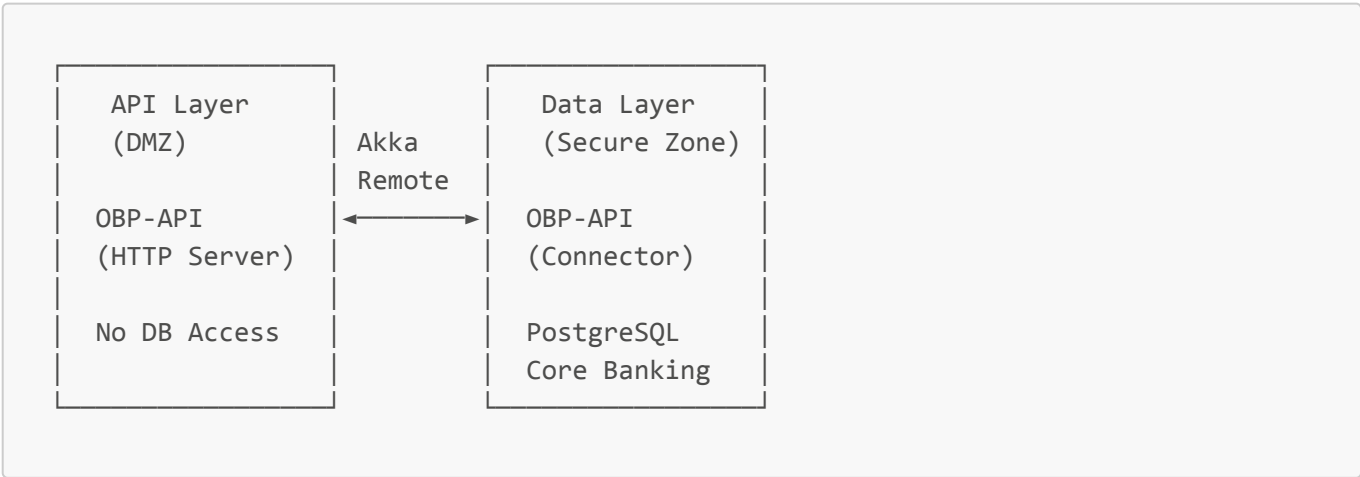 API Layer Data Layer
(DMZ) Akka (Secure Zone)
Remote
OBP-API OBP-API
(HTTP Server) (Connector)
No DB Access PostgreSQL
Core Banking